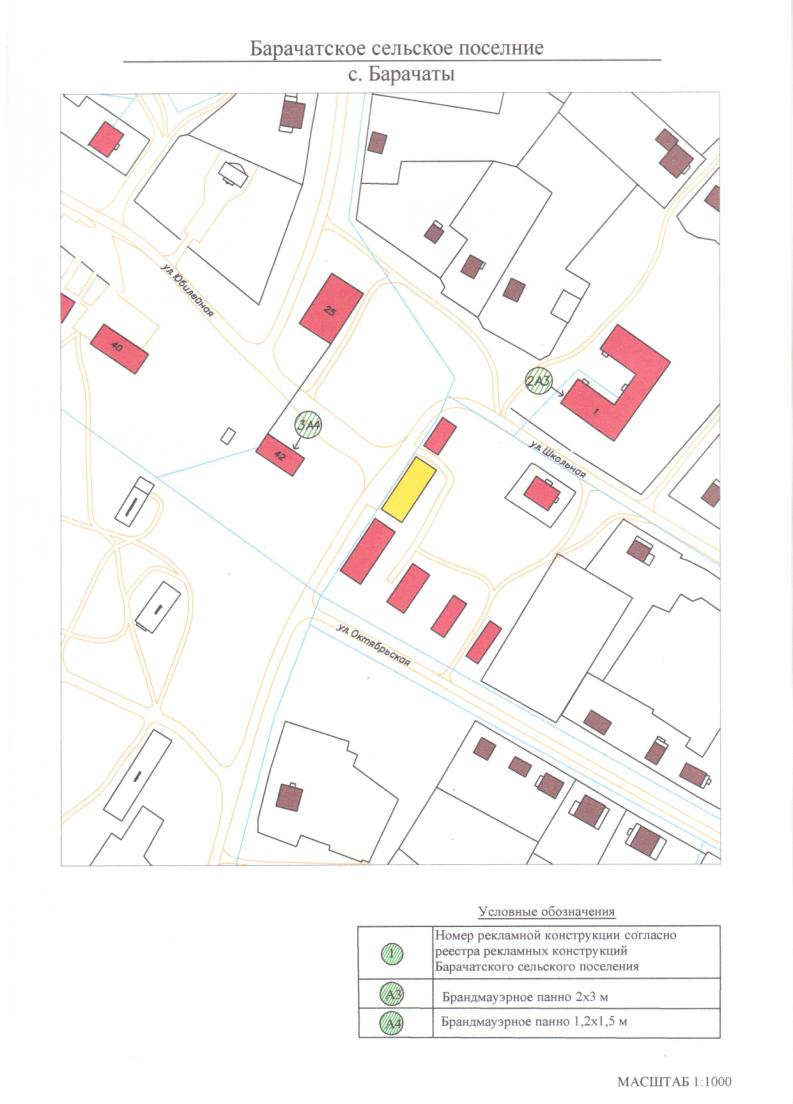 Барачатское сельское поселние
с. Барачаты
ул. Юбилейная
25
40
2 А3
1
3 А4
42
ул. Школьная
ул. Октябрьская
Условные обозначения
1
Номер рекламной конструкции согласно
реестра рекламных конструкций
Барачатского сельского поселения
А3
Брандмауэрное панно 2х3 м
А4
Брандмауэрное панно 1,2х1,5 м
МАСШТАБ 1:1000